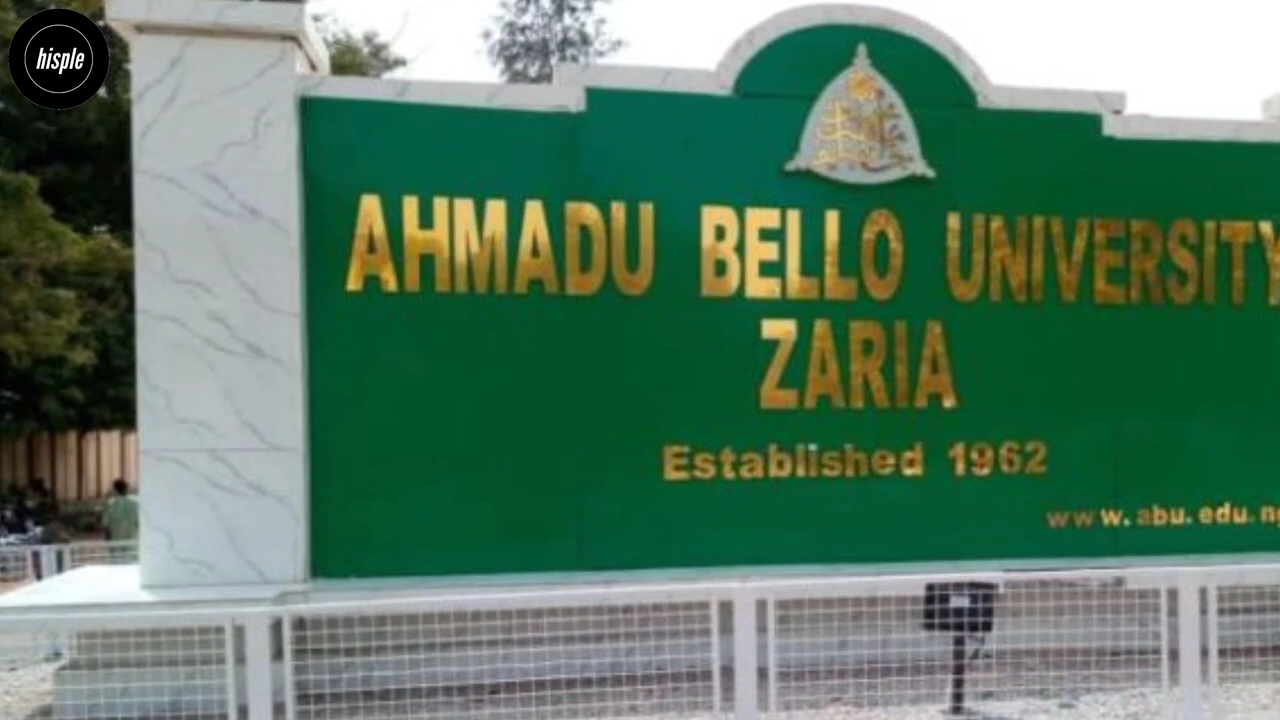 hisple
AHMADU BELLO UNIVERSITY
ZARIA
Established 1962
www.abu.edu.ng